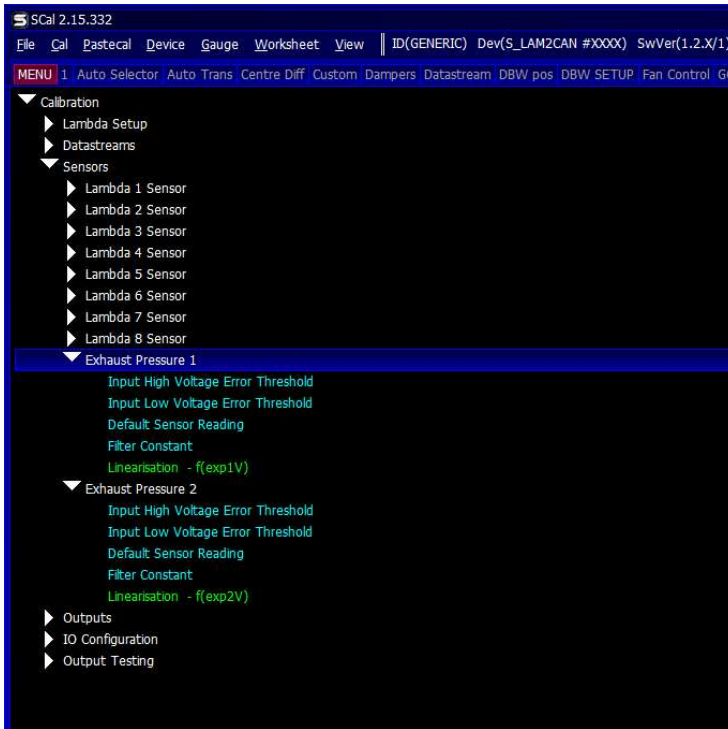 SCal 2.15.332
File Cal Pastecal Device Gauge Worksheet View ID(GENERIC) Dev(S_LAM2CAN #XXXX) SwVer(1.2.X/1)
MENU 1 Auto Selector Auto Trans Centre Diff Custom Dampers Datastream DBW pos DBW SETUP Fan Control
Calibration
Lambda Setup
Datastreams
Sensors
Lambda 1 Sensor
Lambda 2 Sensor
Lambda 3 Sensor
Lambda 4 Sensor
Lambda 5 Sensor
Lambda 6 Sensor
Lambda 7 Sensor
Lambda 8 Sensor
Exhaust Pressure 1
Input High Voltage Error Threshold
Input Low Voltage Error Threshold
Default Sensor Reading
Filter Constant
Linearisation - f(exp1V)
Exhaust Pressure 2
Input High Voltage Error Threshold
Input Low Voltage Error Threshold
Default Sensor Reading
Filter Constant
Linearisation - f(exp2V)
Outputs
IO Configuration
Output Testing